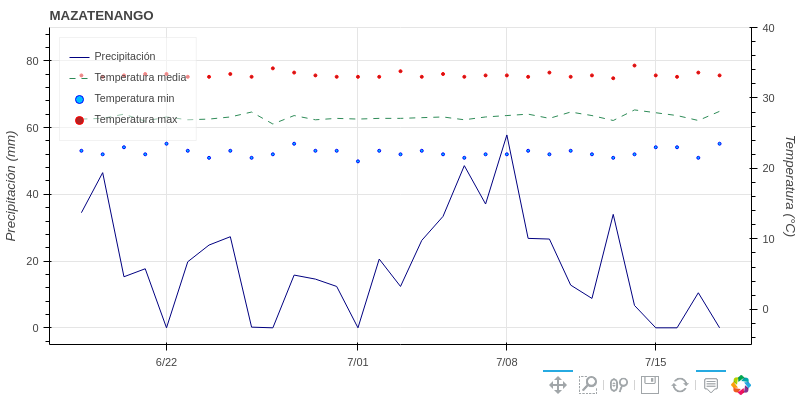 MAZATENANGO
Precipitación
Temperatura media
Temperatura min
Temperatura max
80
60
40
20
0
40
30
20
10
0
Precipitación (mm)
Temperatura (°C)
6/22
7/01
7/08
7/15